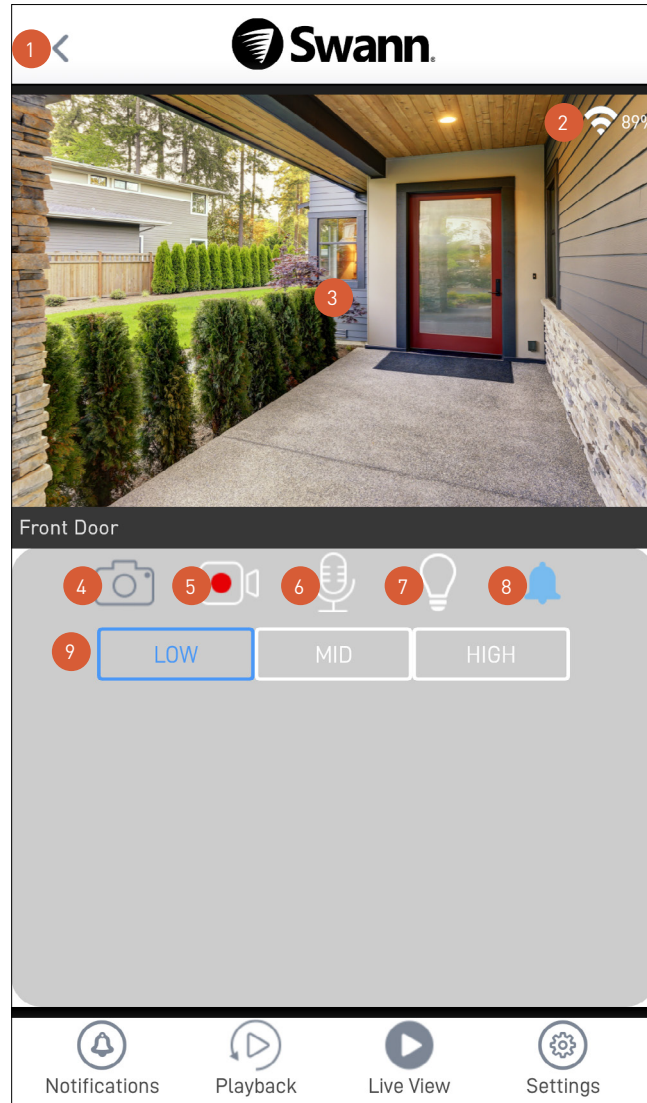 1
Swann
2
89%
3
Front Door
4
5
6
7
8
9
LOW
MID
HIGH
Notifications
Playback
Live View
Settings